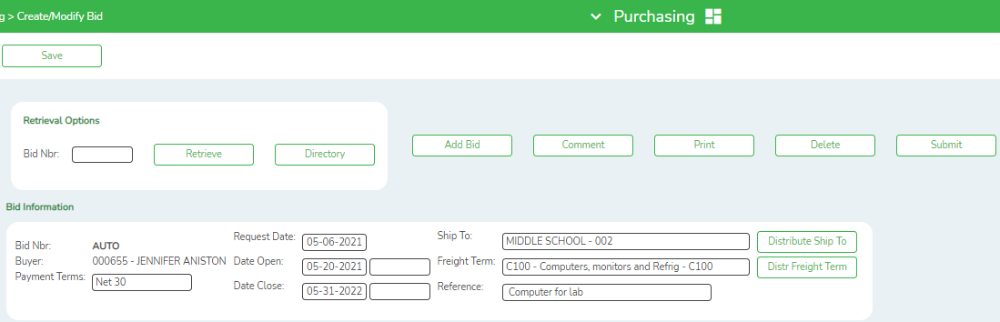 g > Create/Modify Bid
Purchasing
Save
Retrieval Options
Bid Nbr:
Retrieve
Directory
Add Bid
Comment
Print
Delete
Submit
Bid Information
Bid Nbr: AUTO
Buyer: 000655 - JENNIFER ANISTON
Payment Terms: Net 30
Request Date: 05-06-2021
Date Open: 05-20-2021
Date Close: 05-31-2022
Ship To: MIDDLE SCHOOL - 002
Distribute Ship To
Freight Term: C100 - Computers, monitors and Refrig - C100
Distr Freight Term
Reference: Computer for lab